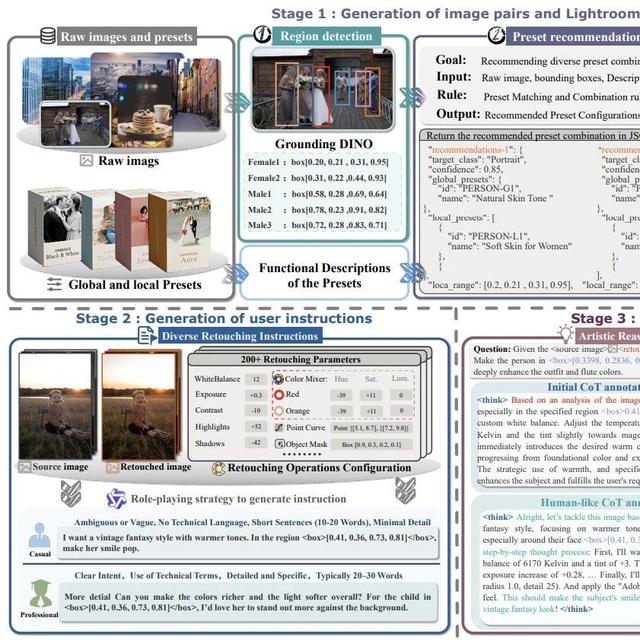 Stage 1 : Generation of image pairs and Lightroom
Raw images and presets
Raw imags
BLACK & White
Aura
Global and local Presets
1
Region detection
Grounding DINO
Female1 : box[0.20, 0.21 , 0.31, 0.95]
Female2 : box[0.31, 0.22 ,0.44, 0.93]
Male1 : box[0.58, 0.28 ,0.69, 0.64]
Male2 : box[0.78, 0.23 ,0.91, 0.82]
Male3 : box[0.72, 0.28 ,0.83, 0.71]
Functional Descriptions
of the Presets
2
Preset recommendation
Goal: Recommending diverse preset combin
Input: Raw image, bounding boxes, Descrip
Rule: Preset Matching and Combination ru
Output: Recommended Preset Configurations
Return the recommended preset combination in JS
"recommendations-1": {
"target_class": "Portrait",
"confidence": 0.85,
"global_presets": {
"id": "PERSON-G1",
"name": "Natural Skin Tone "
},
"local_presets": [
{
"id": "PERSON-L1",
"name": "Soft Skin for Women"
},
{
],
"loca_range": [0.2, 0.21 , 0.31, 0.95],
"recommen
"target_cl
"confiden
"global_p
"id":
"nam
},
"local_pre
{
"id":
"nam
},
{
],
"local_range":
Stage 2 : Generation of user instructions
Diverse Retouching Instructions
Source image
Retouched image
200+ Retouching Parameters
WhiteBalance 12
Exposure +0.3
Contrast -10
Highlights +52
Shadows -42
Color Mixer: Hue Sat. Lum.
Red -39 +11 0
Orange -39 +11 0
Point Curve Point [[5.1, 8.7], [[7.2, 9.8]]
Object Mask Box [0.9, 0.3, 0.2, 0.1]
Retouching Operations Configuration
Role-playing strategy to generate instruction
Ambiguous or Vague, No Technical Language, Short Sentences (10-20 Words), Minimal Detail
Casual
I want a vintage fantasy style with warmer tones. In the region <box>[0.41, 0.36, 0.73, 0.81]</box>,
make her smile pop.
Clear Intent，Use of Technical Terms，Detailed and Specific，Typically 20–30 Words
Professional
More detial Can you make the colors richer and the light softer overall? For the child in
<box>[0.41, 0.36, 0.73, 0.81]</box>, I'd love her to stand out more against the background.
Stage 3 :
Artistic Reas
Question: Given the <source image> <retou
Make the person in <box>[0.3398, 0.2836, 0
deeply enhance the outfit and flute colors.
Initial CoT annotat
<think> Based on an analysis of the image
especially in the specified region <box>0.41
custom white balance. Adjust the temperatu
Kelvin and the tint slightly towards mage
immediately introduces the desired warm c
progressing from foundational color and ex
The strategic use of warmth, and specifi
enhances the subject and fulfills the user's req
Human-like CoT ann
<think> Alright, let's tackle this image bas
fantasy style, focusing on warmer tone
especially around their face <box>[0.41, 0.3
step-by-step thought process: First, I'll wa
balance of 6170 Kelvin and a tint of +3. T
exposure increase of +0.28, … Finally, I'll
radius 1.0, detail 25). And apply the "Adob
feel. This should make the subject's smile
vintage fantasy look! </think>